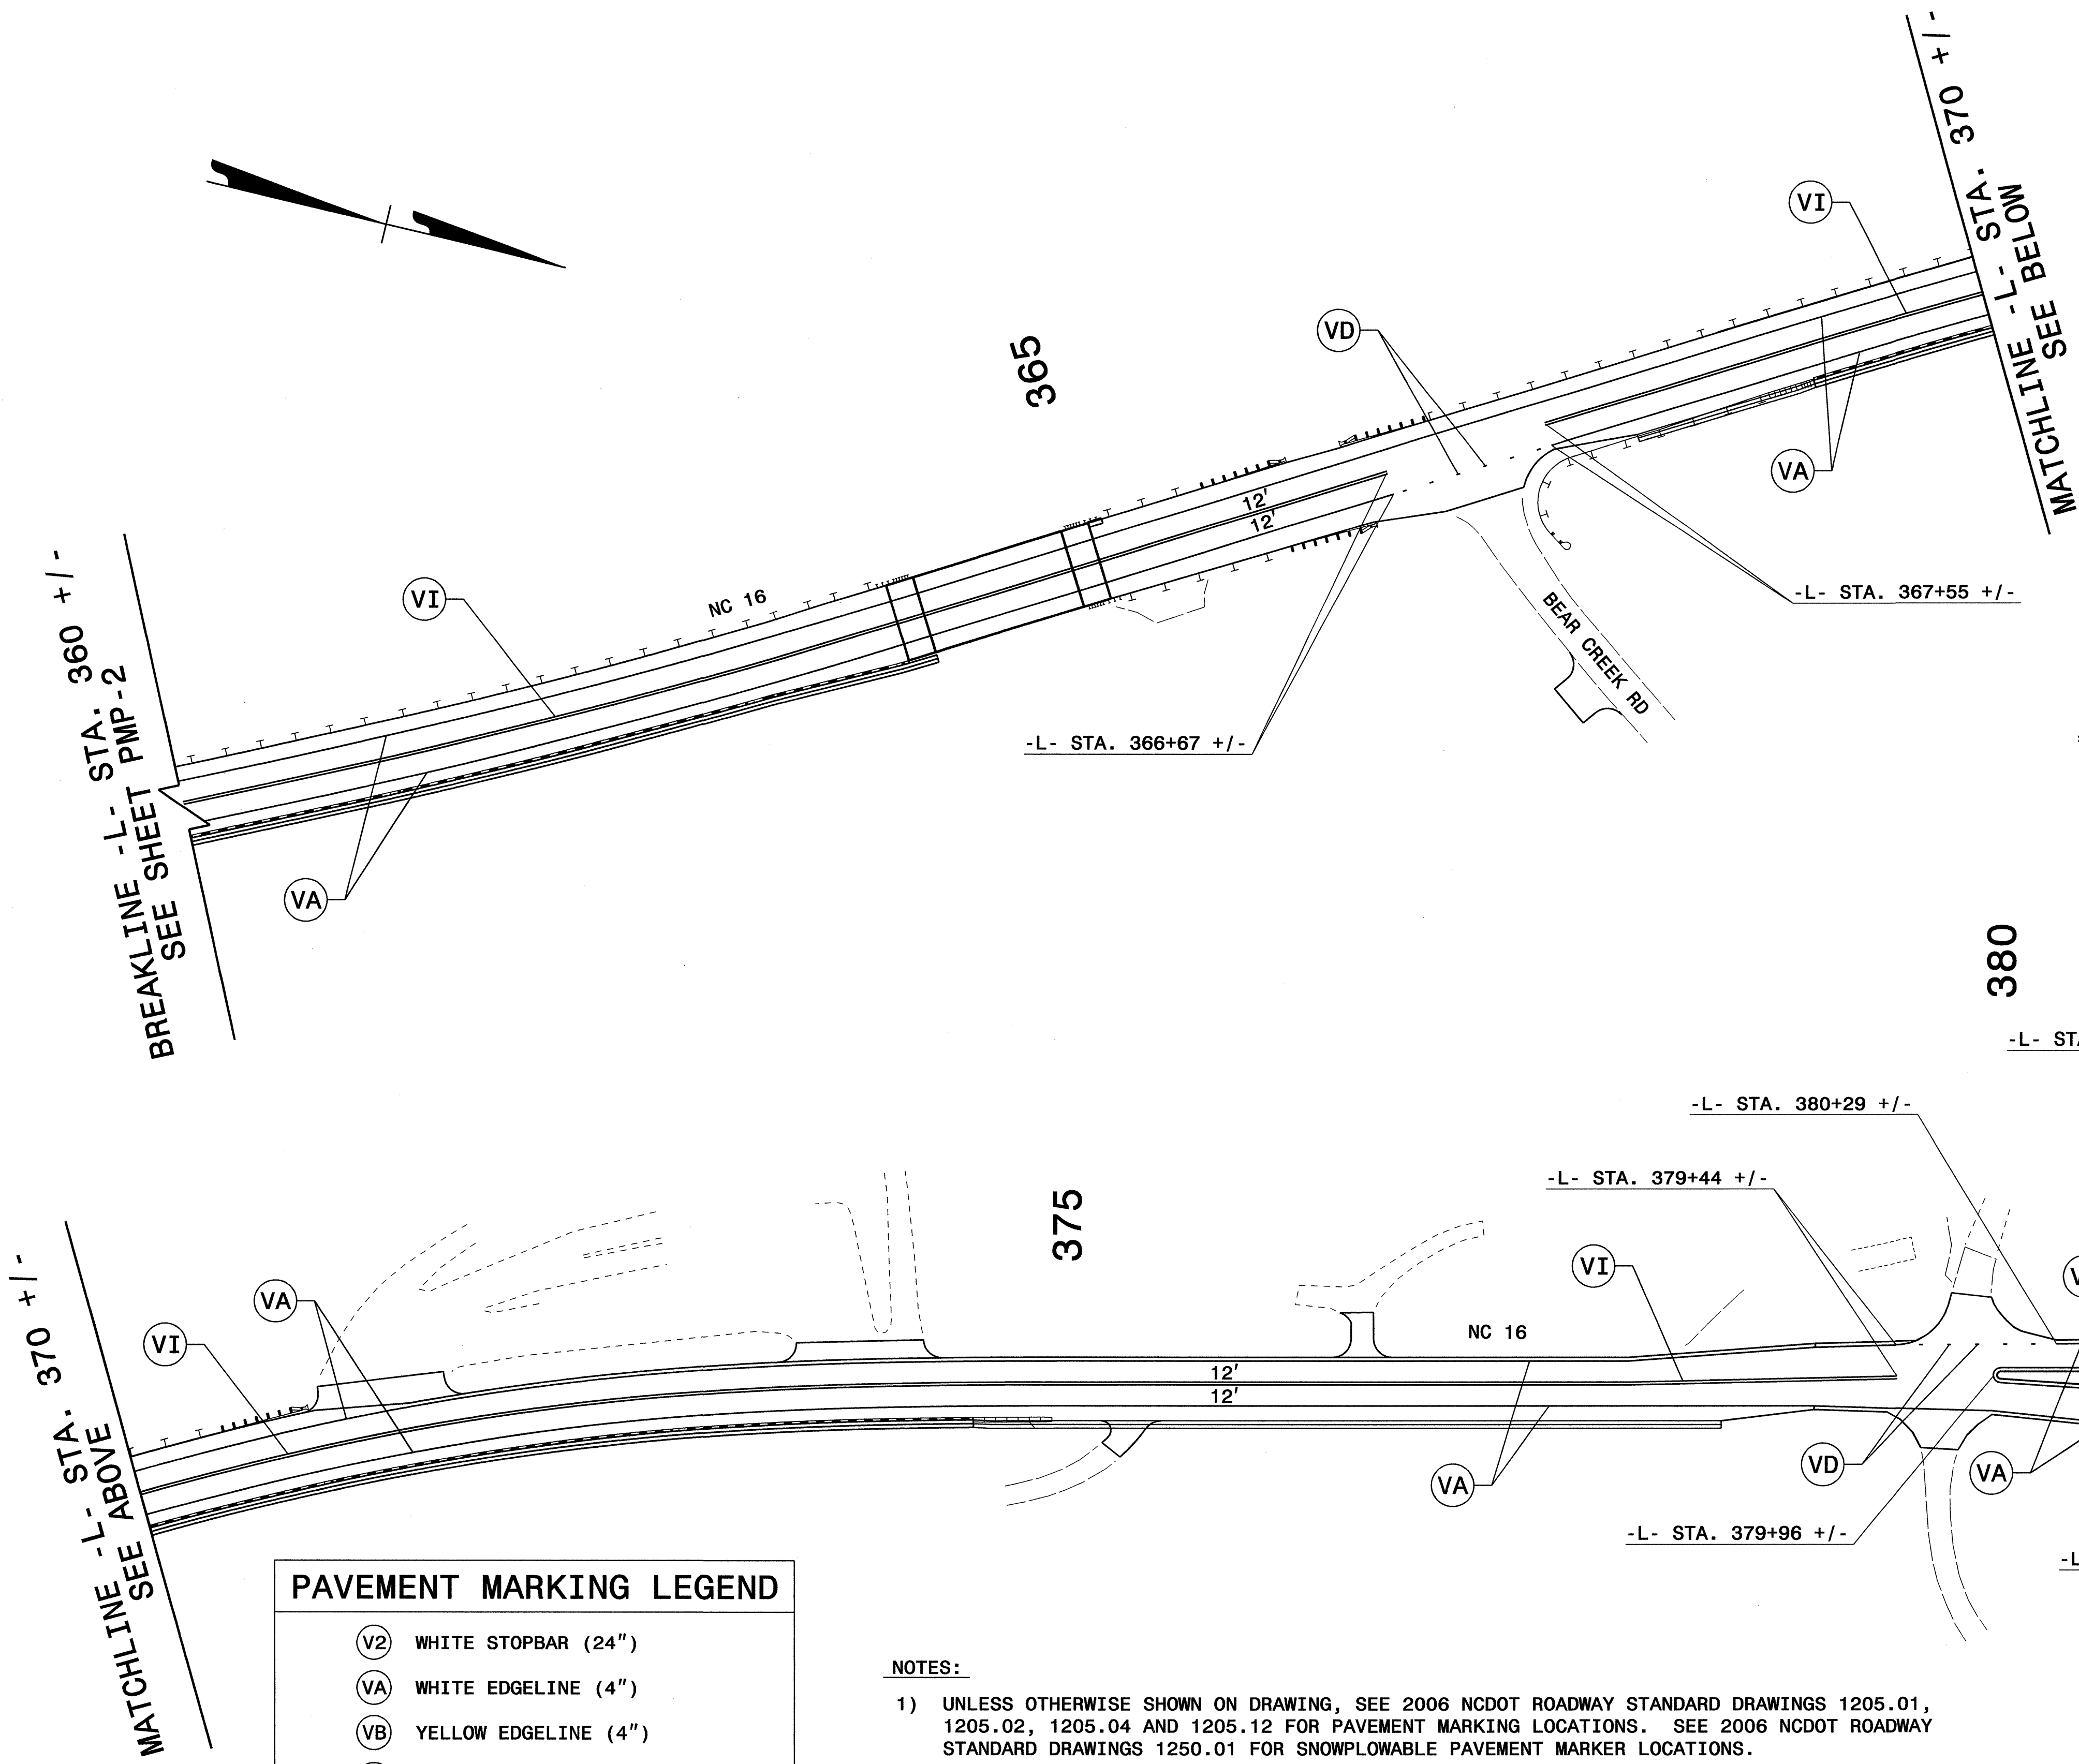 MATCHLINE -L- STA. 370 +/-
SEE BELOW
VI
365
VD
VA
12'
12'
-L- STA. 367+55 +/-
BEAR CREEK RD
VI
NC 16
-L- STA. 366+67 +/-
BREAKLINE -L- STA. 360 +/-
SEE SHEET PMP-2
VA
380
-L- STA. 380+29 +/-
-L- STA. 379+44 +/-
375
VI
NC 16
VA
VI
12'
12'
VD
VA
VA
-L- STA. 379+96 +/-
MATCHLINE -L- STA. 370 +/-
SEE ABOVE
PAVEMENT MARKING LEGEND
V2 WHITE STOPBAR (24")
VA WHITE EDGELINE (4")
VB YELLOW EDGELINE (4")
NOTES:
1) UNLESS OTHERWISE SHOWN ON DRAWING, SEE 2006 NCDOT ROADWAY STANDARD DRAWINGS 1205.01,
1205.02, 1205.04 AND 1205.12 FOR PAVEMENT MARKING LOCATIONS. SEE 2006 NCDOT ROADWAY
STANDARD DRAWINGS 1250.01 FOR SNOWPLOWABLE PAVEMENT MARKER LOCATIONS.